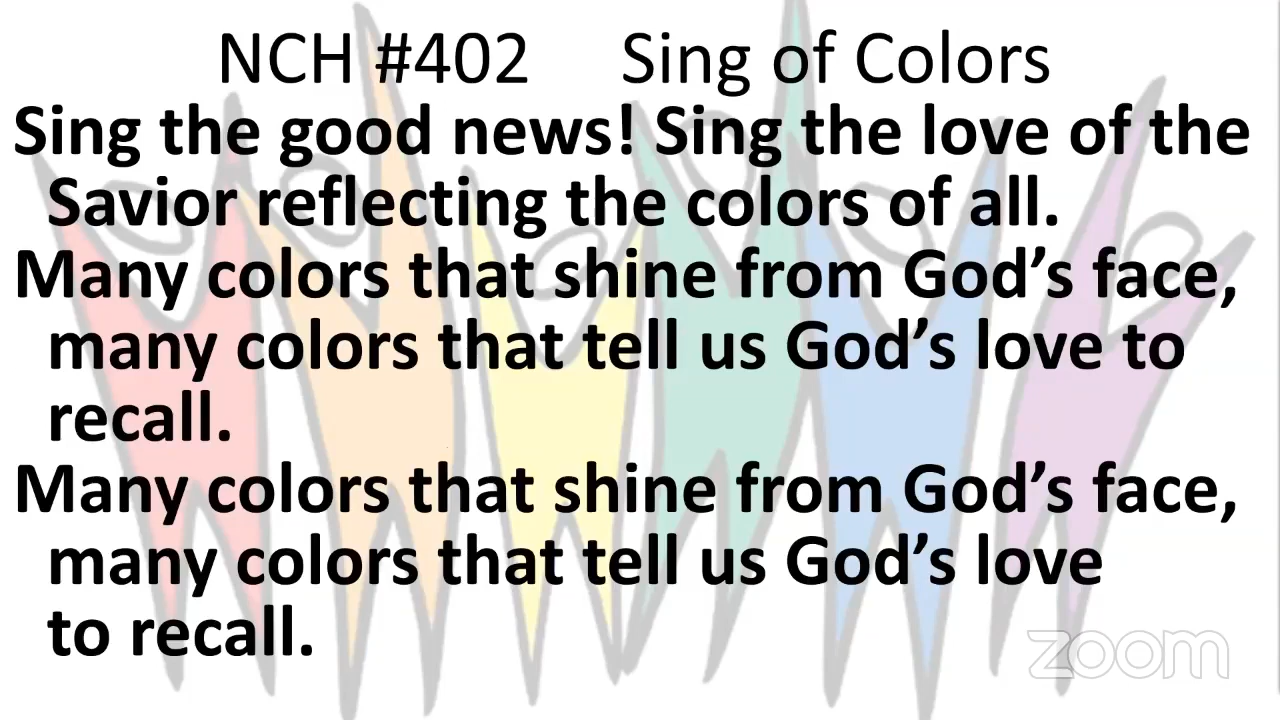 NCH #402 Sing of Colors
Sing the good news! Sing the love of the
Savior reflecting the colors of all.
Many colors that shine from God’s face,
many colors that tell us God’s love to
recall.
Many colors that shine from God’s face,
many colors that tell us God’s love
to recall.
zoom